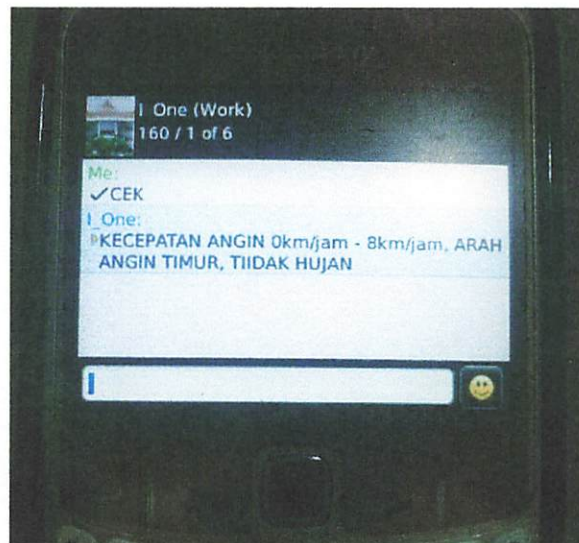 I One (Work)
160 / 1 of 6
Me:
✓CEK
I_One:
KECEPATAN ANGIN 0km/jam - 8km/jam, ARAH
ANGIN TIMUR, TIIDAK HUJAN